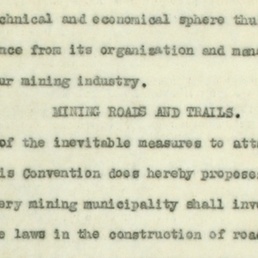 chnical and economical sphere thu
nce from its organisation and man
ur mining industry.
MINING ROADS AND TRAILS.
of the inevitable measures to att
is Convention does hereby propose
ery mining municipality shall inv
e laws in the construction of road